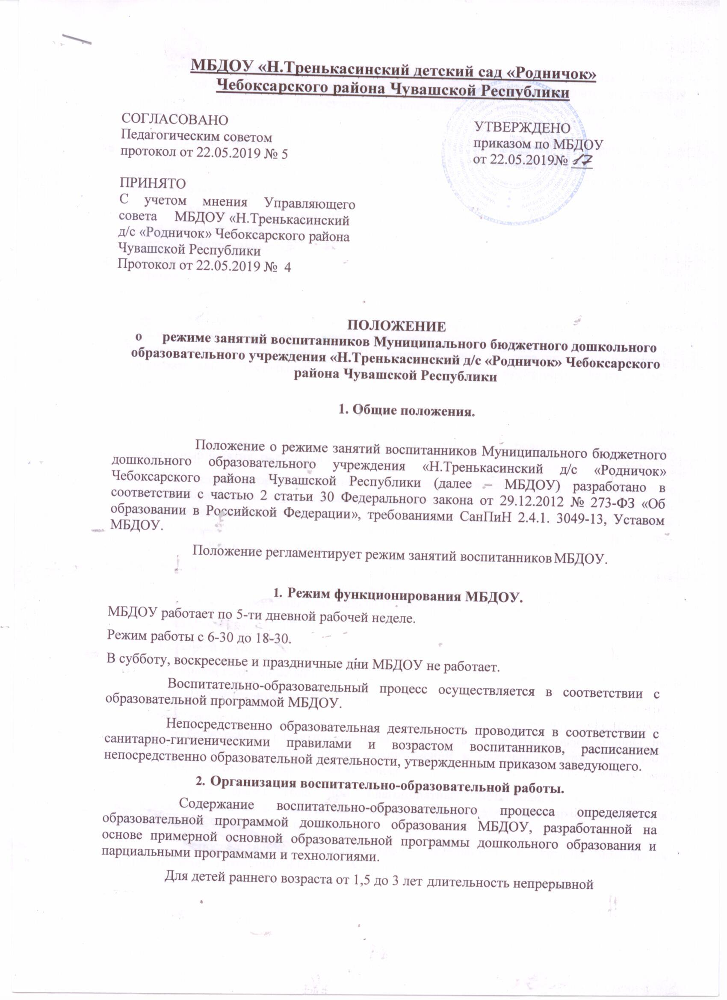 МБДОУ «Н.Тренькасинский детский сад «Родничок»
Чебоксарского района Чувашской Республики
СОГЛАСОВАНО
Педагогическим советом
протокол от 22.05.2019 № 5
УТВЕРЖДЕНО
приказом по МБДОУ
от 22.05.2019№ 17
ПРИНЯТО
С учетом мнения Управляющего
совета МБДОУ «Н.Тренькасинский
д/с «Родничок» Чебоксарского района
Чувашской Республики
Протокол от 22.05.2019 № 4
ПОЛОЖЕНИЕ
о режиме занятий воспитанников Муниципального бюджетного дошкольного
образовательного учреждения «Н.Тренькасинский д/с «Родничок» Чебоксарского
района Чувашской Республики
1. Общие положения.
Положение о режиме занятий воспитанников Муниципального бюджетного
дошкольного образовательного учреждения «Н.Тренькасинский д/с «Родничок»
Чебоксарского района Чувашской Республики (далее – МБДОУ) разработано в
соответствии с частью 2 статьи 30 Федерального закона от 29.12.2012 № 273-ФЗ «Об
образовании в Российской Федерации», требованиями СанПиН 2.4.1. 3049-13, Уставом
МБДОУ.
Положение регламентирует режим занятий воспитанников МБДОУ.
1. Режим функционирования МБДОУ.
МБДОУ работает по 5-ти дневной рабочей неделе.
Режим работы с 6-30 до 18-30.
В субботу, воскресенье и праздничные дни МБДОУ не работает.
Воспитательно-образовательный процесс осуществляется в соответствии с
образовательной программой МБДОУ.
Непосредственно образовательная деятельность проводится в соответствии с
санитарно-гигиеническими правилами и возрастом воспитанников, расписанием
непосредственно образовательной деятельности, утвержденным приказом заведующего.
2. Организация воспитательно-образовательной работы.
Содержание воспитательно-образовательного процесса определяется
образовательной программой дошкольного образования МБДОУ, разработанной на
основе примерной основной образовательной программы дошкольного образования и
парциальными программами и технологиями.
Для детей раннего возраста от 1,5 до 3 лет длительность непрерывной